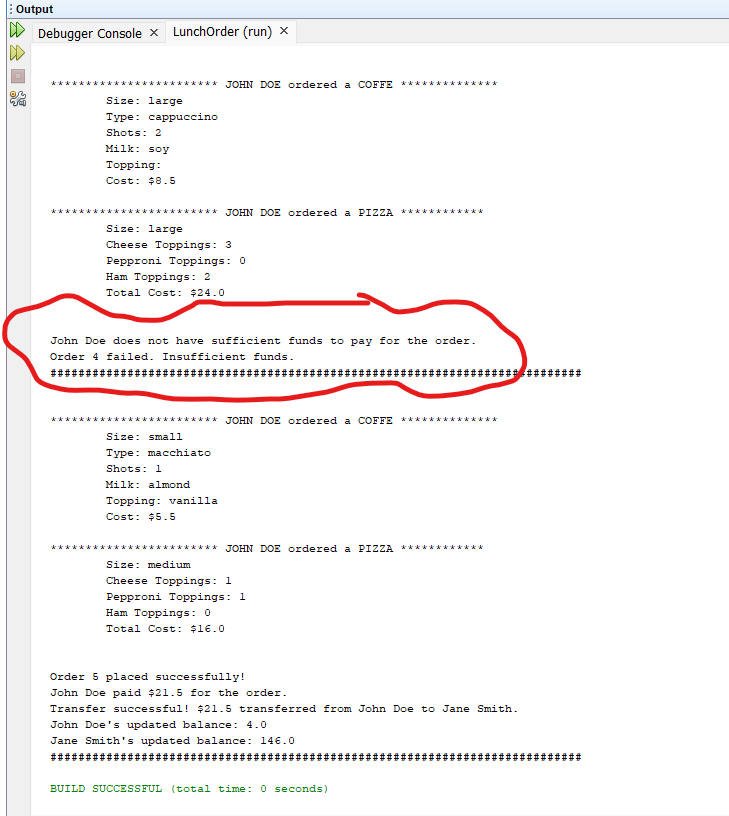 Output
Debugger Console × LunchOrder (run) ×
************************ JOHN DOE ordered a COFFE **************
Size: large
Type: cappuccino
Shots: 2
Milk: soy
Topping:
Cost: $8.5
************************ JOHN DOE ordered a PIZZA ************
Size: large
Cheese Toppings: 3
Pepproni Toppings: 0
Ham Toppings: 2
Total Cost: $24.0
John Doe does not have sufficient funds to pay for the order.
Order 4 failed. Insufficient funds.
############################################################################
************************ JOHN DOE ordered a COFFE **************
Size: small
Type: macchiato
Shots: 1
Milk: almond
Topping: vanilla
Cost: $5.5
************************ JOHN DOE ordered a PIZZA ************
Size: medium
Cheese Toppings: 1
Pepproni Toppings: 1
Ham Toppings: 0
Total Cost: $16.0
Order 5 placed successfully!
John Doe paid $21.5 for the order.
Transfer successful! $21.5 transferred from John Doe to Jane Smith.
John Doe's updated balance: 4.0
Jane Smith's updated balance: 146.0
############################################################################
BUILD SUCCESSFUL (total time: 0 seconds)